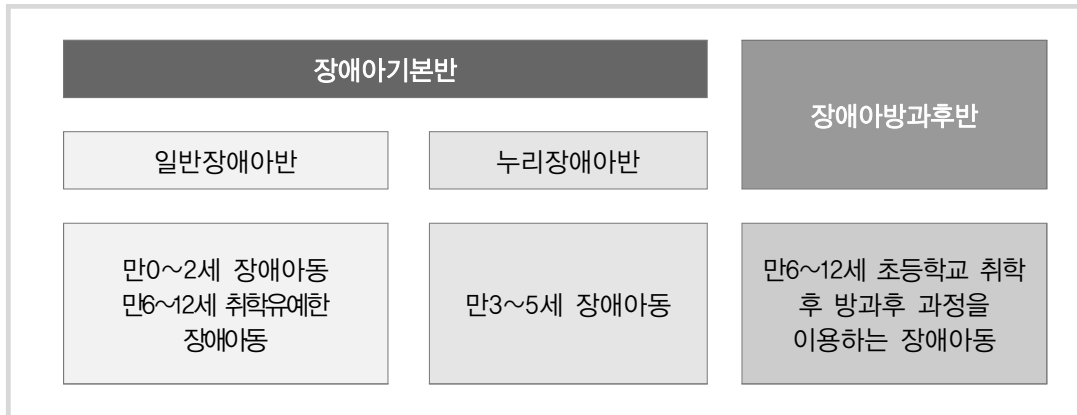 장애아기본반
장애아방과후반
일반장애아반
누리장애아반
만0～2세 장애아동
만6～12세 취학유예한
장애아동
만3～5세 장애아동
만6～12세 초등학교 취학
후 방과후 과정을
이용하는 장애아동